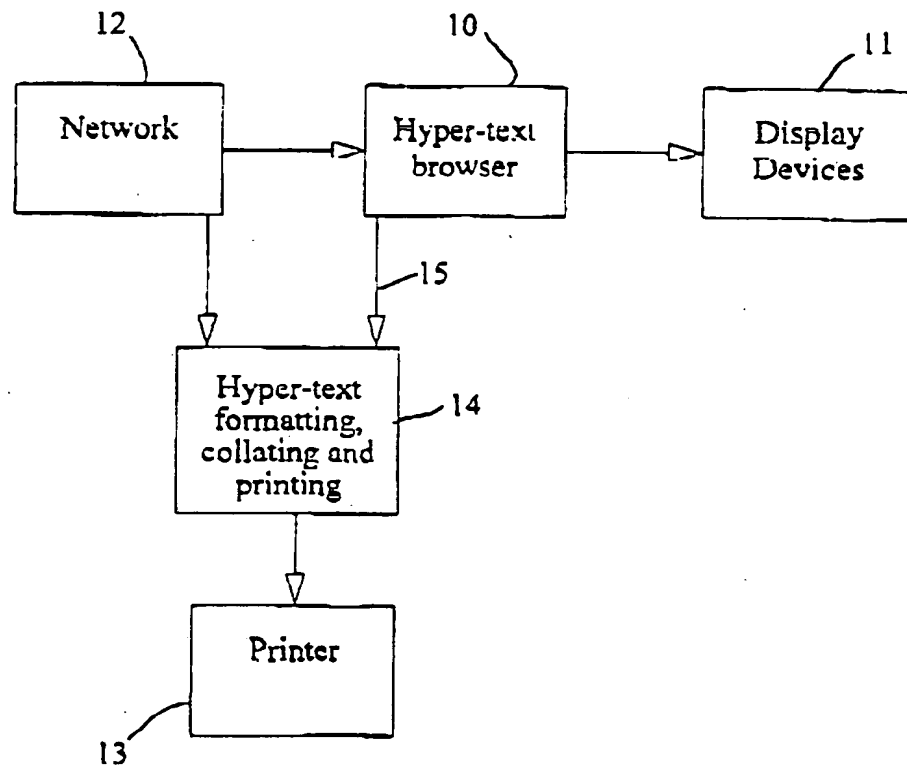 12
10
11
Network
Hyper-text
browser
Display
Devices
15
Hyper-text
formatting,
collating and
printing
14
Printer
13